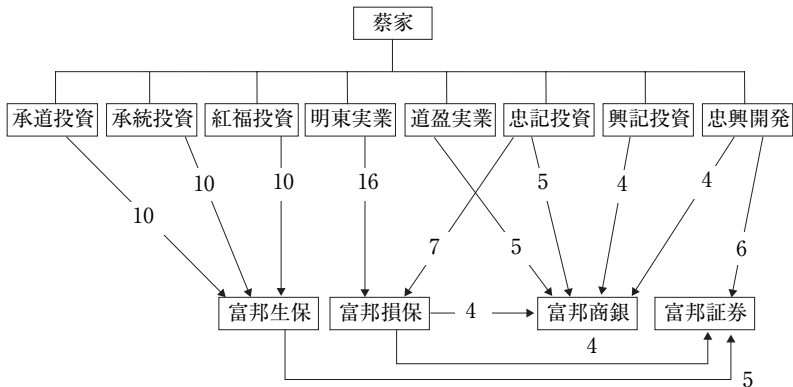 蔡家
承道投資 承統投資 紅福投資 明東実業 道盈実業 忠記投資 興記投資 忠興開発
10 10 16 5 4 4
10
7 5 6
富邦生保 富邦損保 4 富邦商銀 富邦証券
4
5